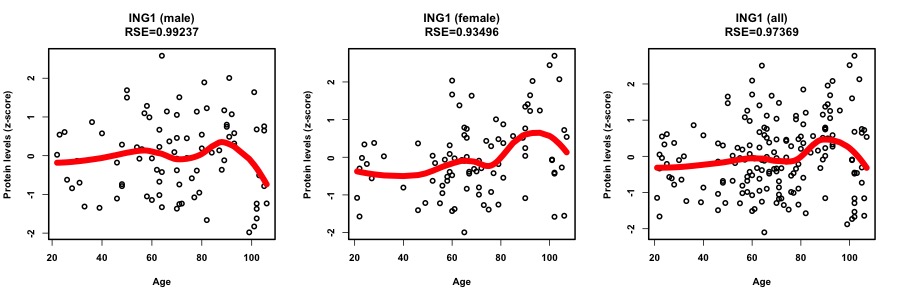 ING1 (male)
RSE=0.99237
Protein levels (z-score)
2
1
0
-1
-2
20
40
60
80
100
Age
ING1 (female)
RSE=0.93496
Protein levels (z-score)
2
1
0
-1
-2
20
40
60
80
100
Age
ING1 (all)
RSE=0.97369
Protein levels (z-score)
2
1
0
-1
-2
20
40
60
80
100
Age